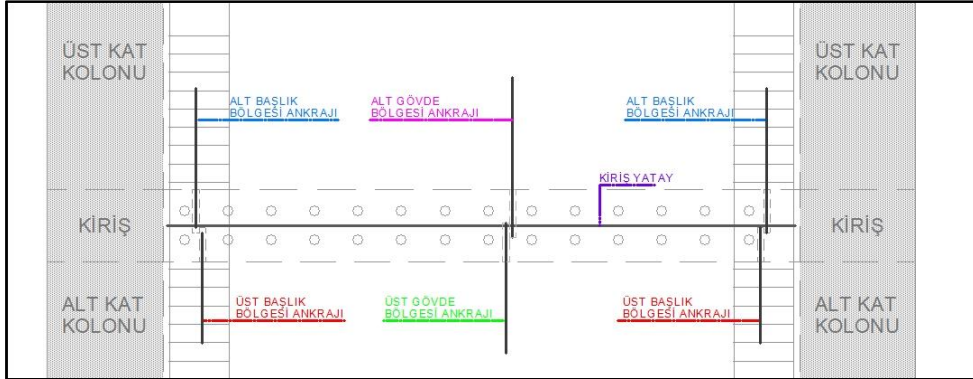 ÜST KAT
KOLONU
ÜST KAT
KOLONU
ALT BAŞLIK
BÖLGESİ ANKRAJI
ALT GÖVDE
BÖLGESİ ANKRAJI
ALT BAŞLIK
BÖLGESİ ANKRAJI
KİRİŞ YATAY
KİRİŞ
KİRİŞ
ALT KAT
KOLONU
ÜST BAŞLIK
BÖLGESİ ANKRAJI
ÜST GÖVDE
BÖLGESİ ANKRAJI
ÜST BAŞLIK
BÖLGESİ ANKRAJI
ALT KAT
KOLONU